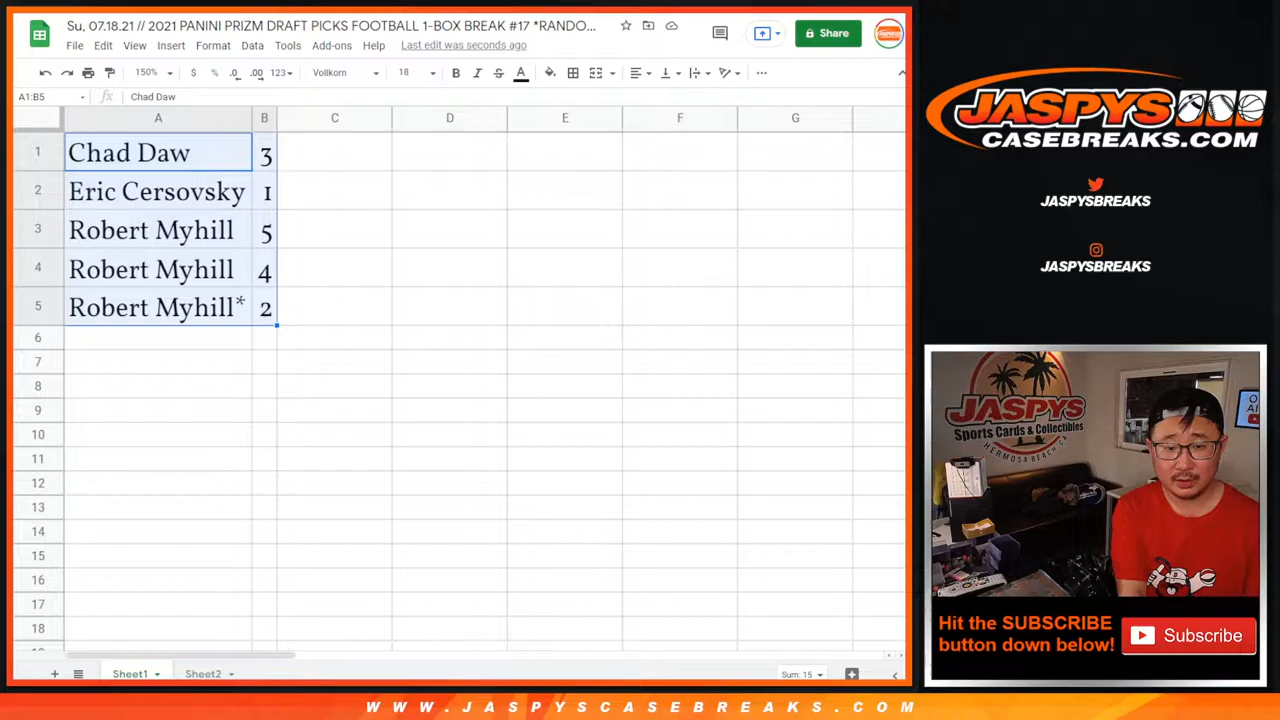 Su, 07.18.21 // 2021 PANINI PRIZM DRAFT PICKS FOOTBALL 1-BOX BREAK #17 *RANDO...
File Edit View Insert Format Data Tools Add-ons Help Last edit was seconds ago
Share
150% $ % .0 .00 123 Vollkorn 18 B I S A
A1:B5 fx Chad Daw
A B C D E F G
1 Chad Daw 3
2 Eric Cersovsky 1
3 Robert Myhill 5
4 Robert Myhill 4
5 Robert Myhill* 2
6
7
8
9
10
11
12
13
14
15
16
17
18
+ Sheet1 Sheet2 Sum: 15
JASPYS
CASEBREAKS.COM
JASPYSBREAKS
JASPYSBREAKS
JASPYS
Sports Cards & Collectibles
HERMOSA BEACH CA
Hit the SUBSCRIBE
button down below!
Subscribe
WWW.JASPYSCASEBREAKS.COM